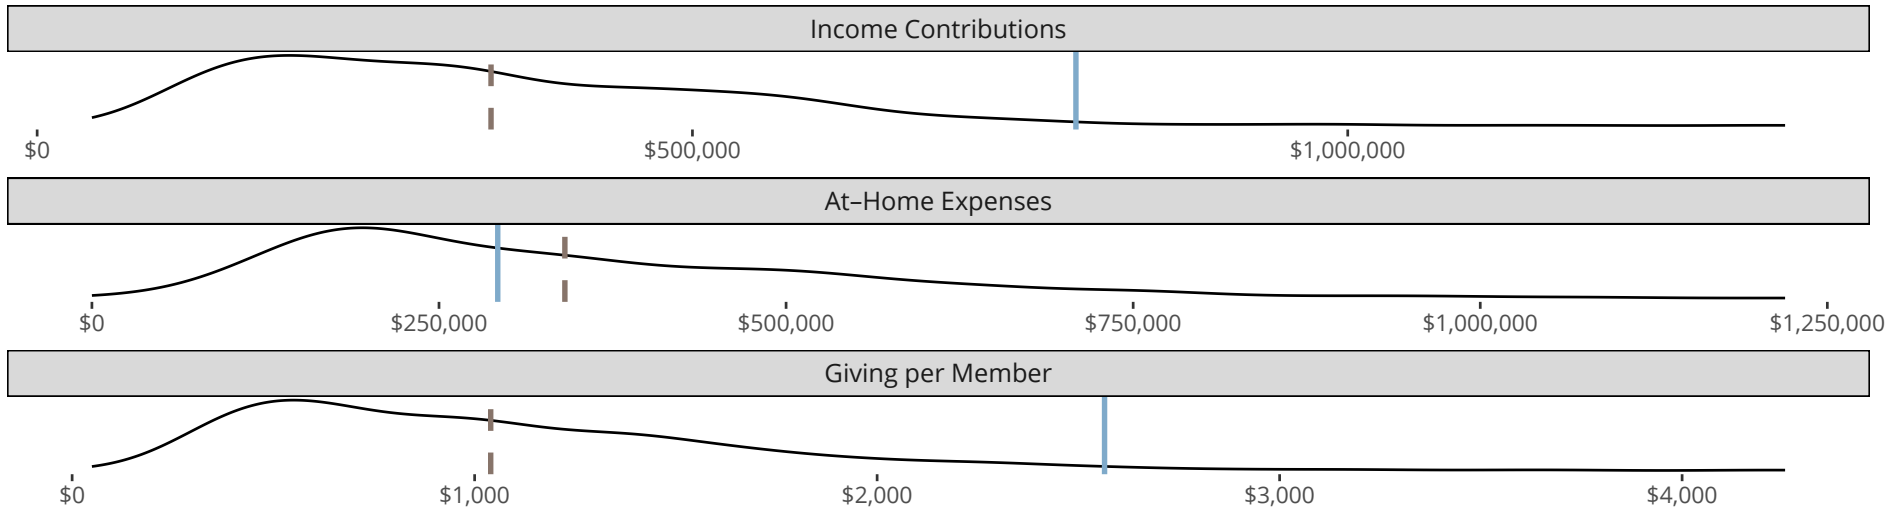 Income Contributions
$0 $500,000 $1,000,000
At–Home Expenses
$0 $250,000 $500,000 $750,000 $1,000,000 $1,250,000
Giving per Member
$0 $1,000 $2,000 $3,000 $4,000